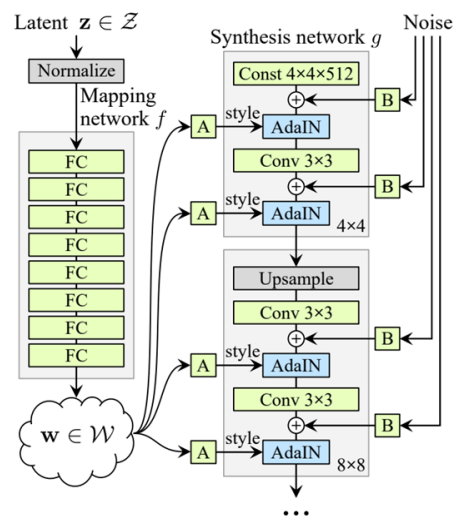 Latent z ∈ 𝒵
Normalize
Mapping
network f
FC
FC
FC
FC
FC
FC
FC
FC
w ∈ 𝒲
Synthesis network g
Noise
Const 4×4×512
B
A
style
AdaIN
Conv 3×3
B
A
style
AdaIN
4×4
Upsample
Conv 3×3
B
A
style
AdaIN
Conv 3×3
B
A
style
AdaIN
8×8
...